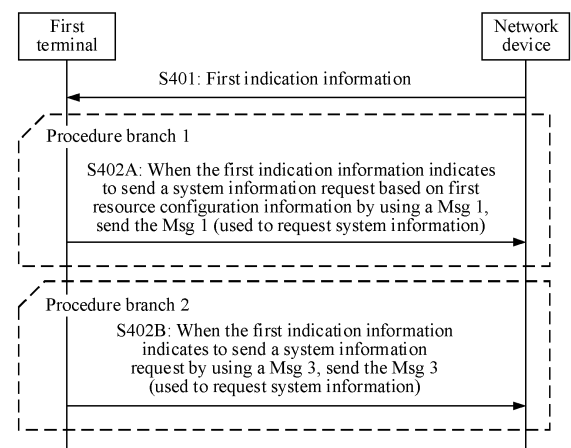 First
terminal
Network
device
S401: First indication information
Procedure branch 1
S402A: When the first indication information indicates
to send a system information request based on first
resource configuration information by using a Msg 1,
send the Msg 1 (used to request system information)
Procedure branch 2
S402B: When the first indication information
indicates to send a system information
request by using a Msg 3, send the Msg 3
(used to request system information)